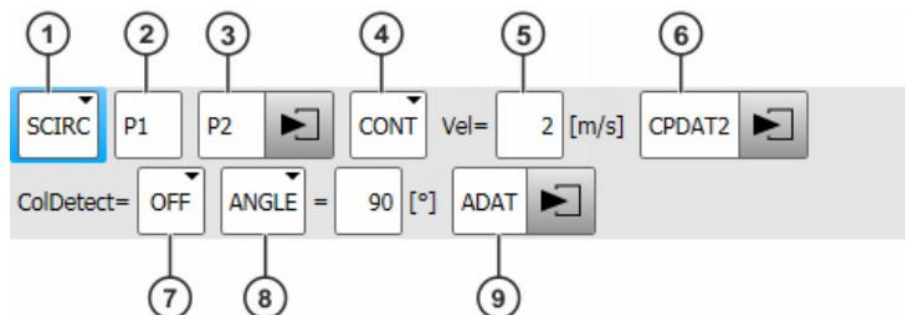 1 2 3 4 5 6
SCIRC P1 P2 CONT Vel= 2 [m/s] CPDAT2
ColDetect= OFF ANGLE = 90 [°] ADAT
7 8 9